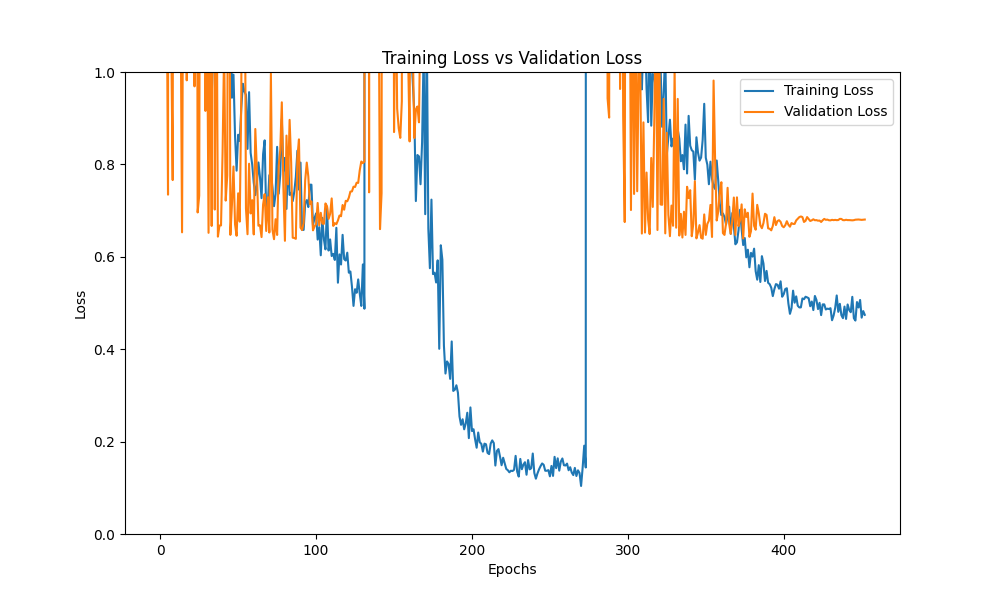 Training Loss vs Validation Loss
Training Loss
Validation Loss
1.0
0.8
0.6
0.4
0.2
0.0
Loss
0 100 200 300 400
Epochs